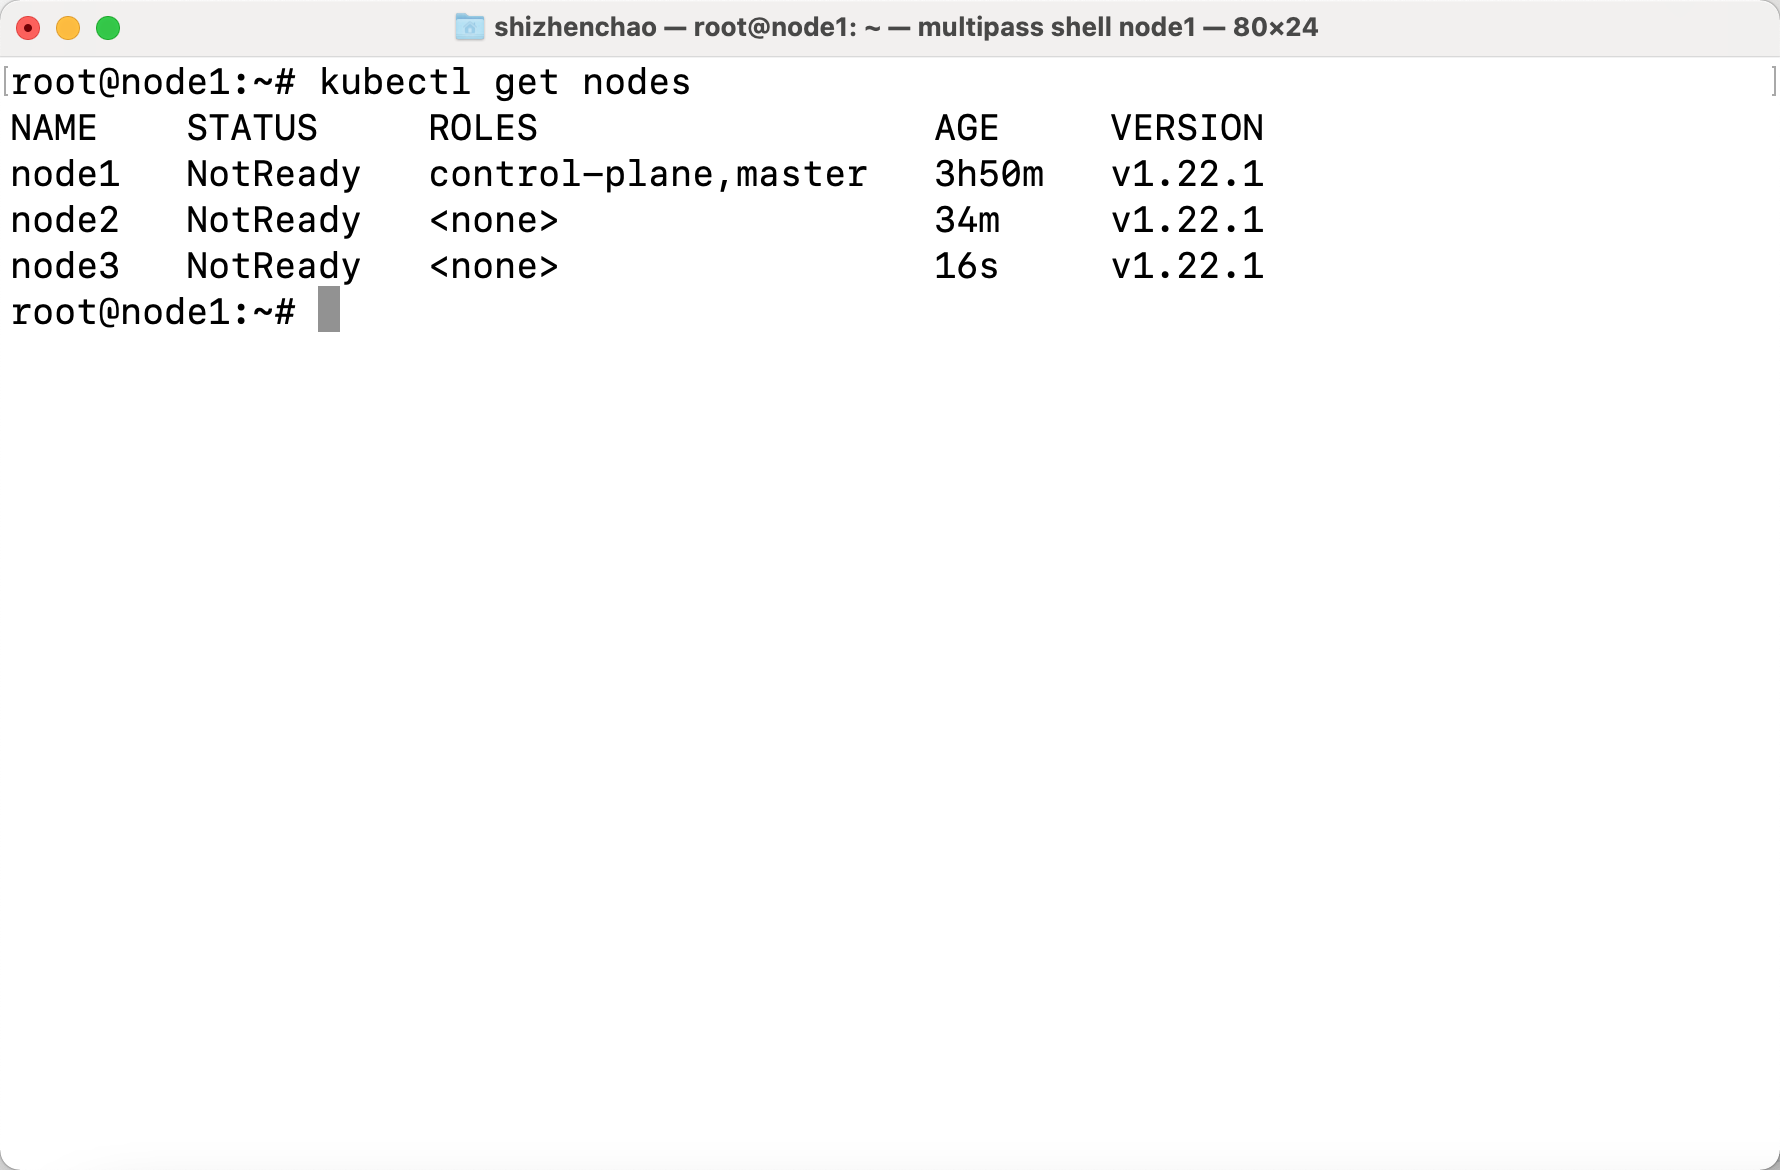 shizhenchao — root@node1: ~ — multipass shell node1 — 80×24
[root@node1:~# kubectl get nodes ]
NAME STATUS ROLES AGE VERSION
node1 NotReady control-plane,master 3h50m v1.22.1
node2 NotReady <none> 34m v1.22.1
node3 NotReady <none> 16s v1.22.1
root@node1:~#